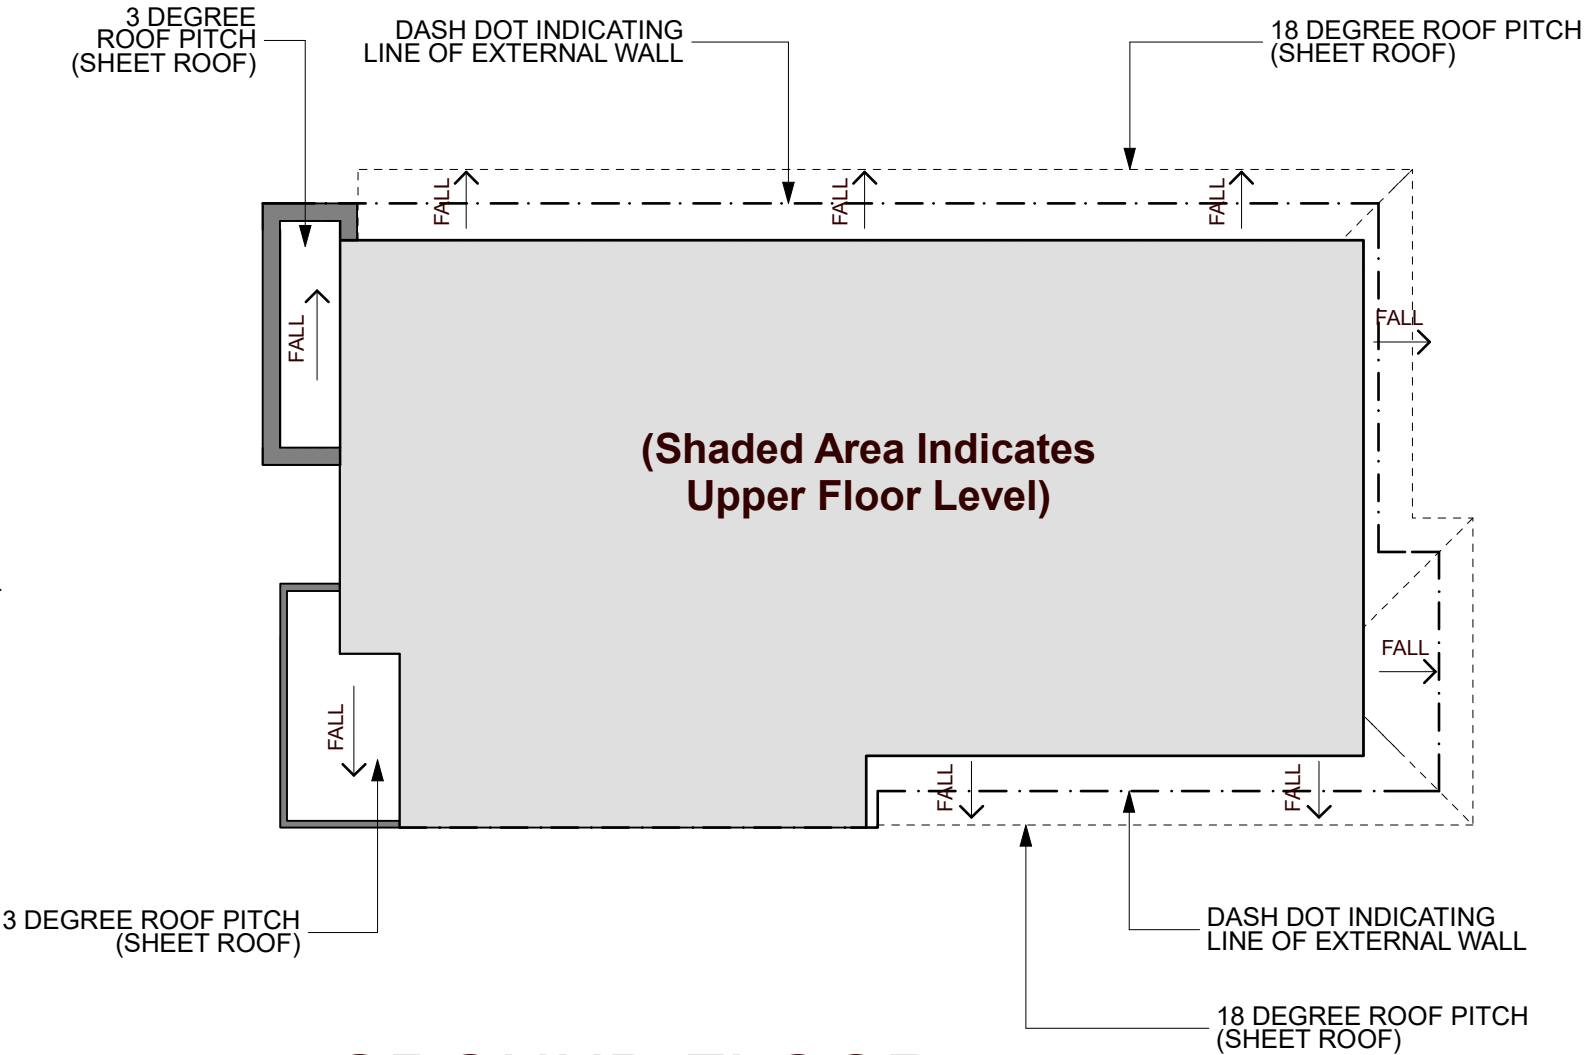 3 DEGREE
ROOF PITCH
(SHEET ROOF)
DASH DOT INDICATING
LINE OF EXTERNAL WALL
18 DEGREE ROOF PITCH
(SHEET ROOF)
FALL
FALL
FALL
FALL
FALL
(Shaded Area Indicates
Upper Floor Level)
FALL
FALL
FALL
FALL
3 DEGREE ROOF PITCH
(SHEET ROOF)
DASH DOT INDICATING
LINE OF EXTERNAL WALL
18 DEGREE ROOF PITCH
(SHEET ROOF)